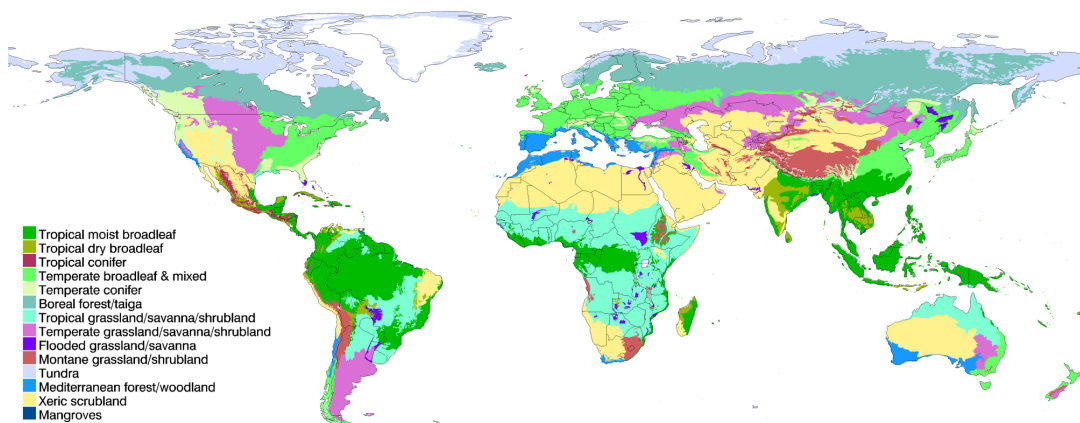 Tropical moist broadleaf
Tropical dry broadleaf
Tropical conifer
Temperate broadleaf & mixed
Temperate conifer
Boreal forest/taiga
Tropical grassland/savanna/shrubland
Temperate grassland/savanna/shrubland
Flooded grassland/savanna
Montane grassland/shrubland
Tundra
Mediterranean forest/woodland
Xeric scrubland
Mangroves